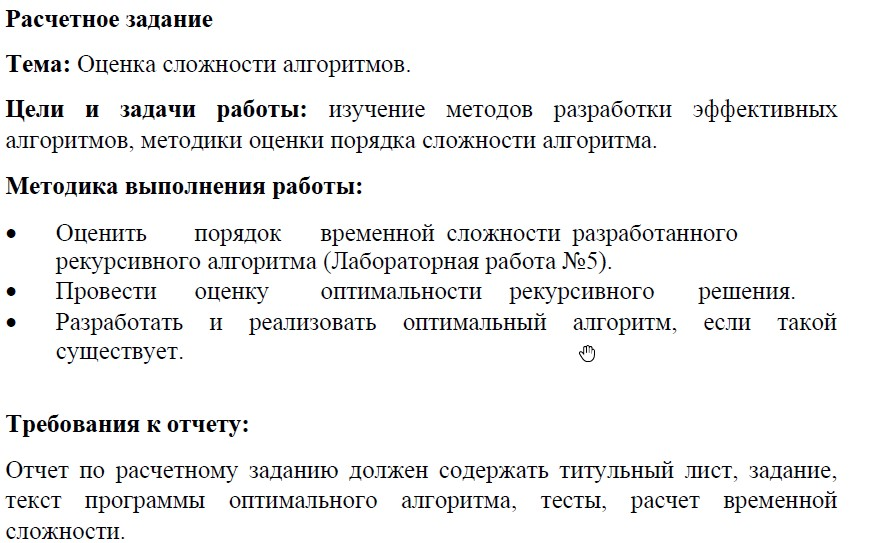 Расчетное задание
Тема: Оценка сложности алгоритмов.
Цели и задачи работы: изучение методов разработки эффективных
алгоритмов, методики оценки порядка сложности алгоритма.
Методика выполнения работы:
• Оценить порядок временной сложности разработанного
рекурсивного алгоритма (Лабораторная работа №5).
• Провести оценку оптимальности рекурсивного решения.
• Разработать и реализовать оптимальный алгоритм, если такой
существует.
Требования к отчету:
Отчет по расчетному заданию должен содержать титульный лист, задание,
текст программы оптимального алгоритма, тесты, расчет временной
сложности.